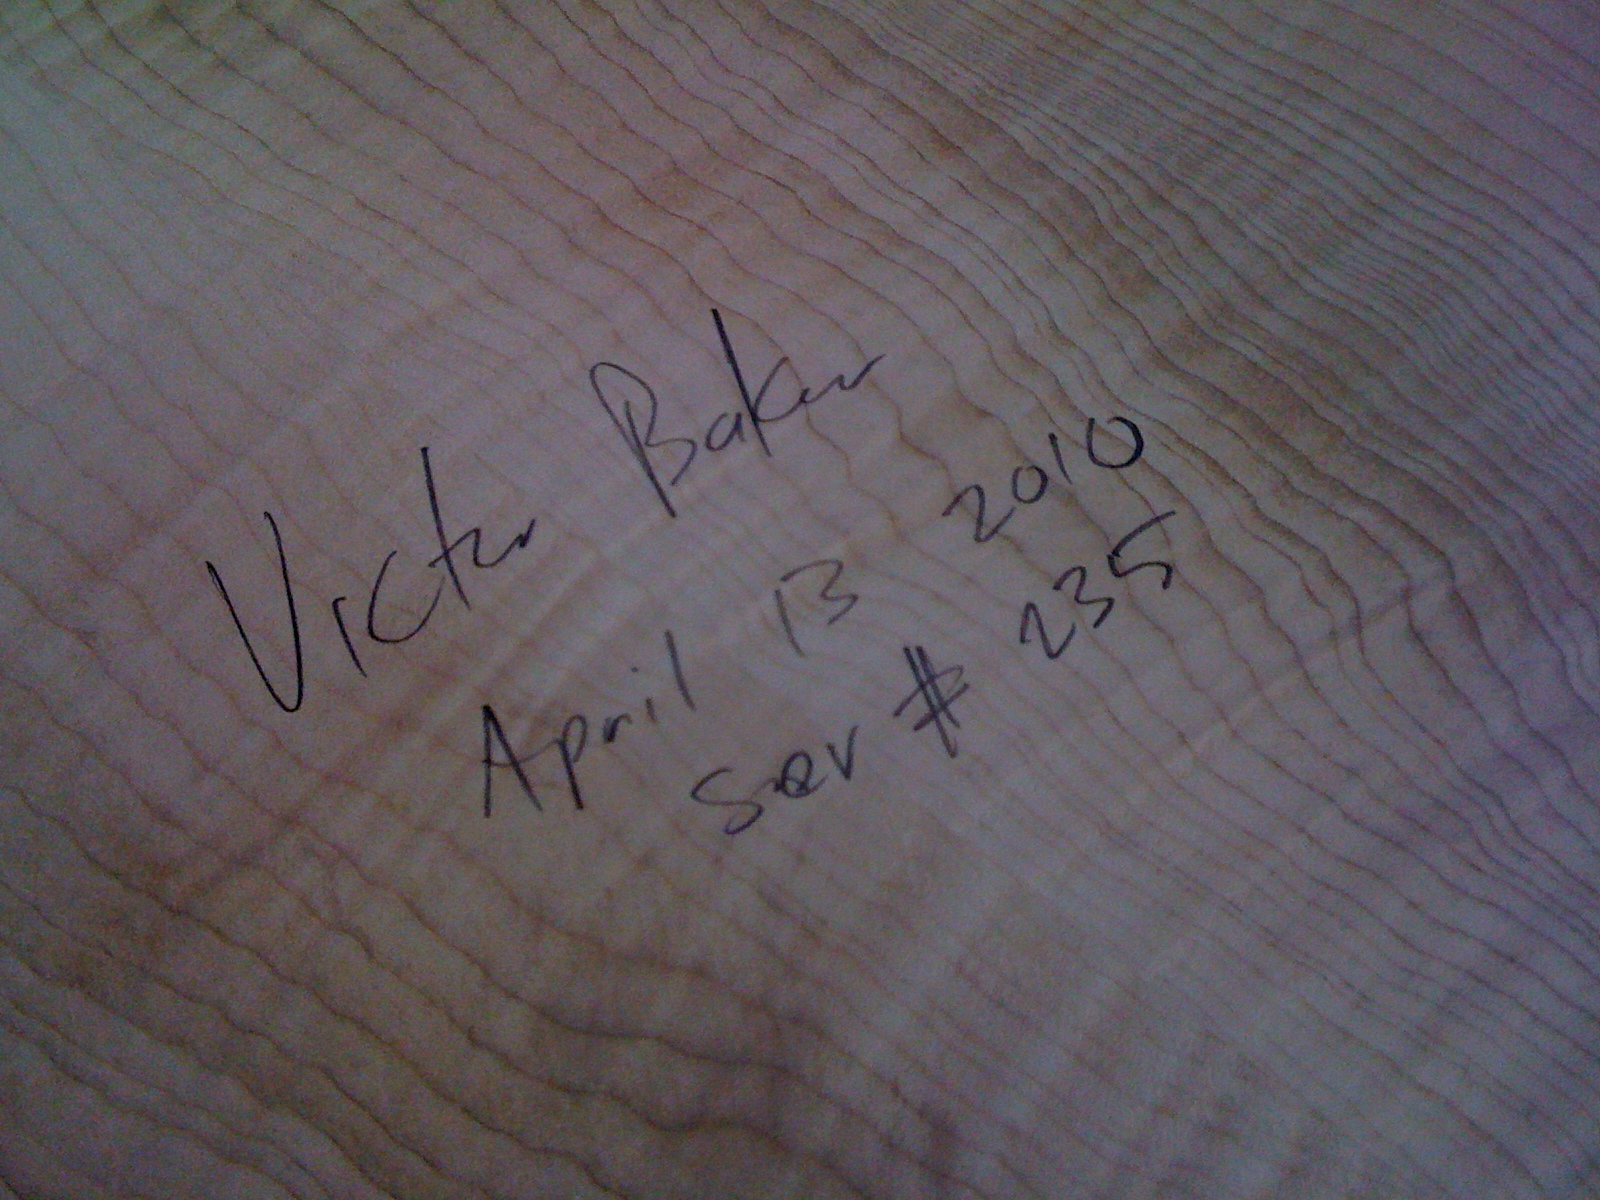 Victor Baker
April 13 2010
Ser # 235